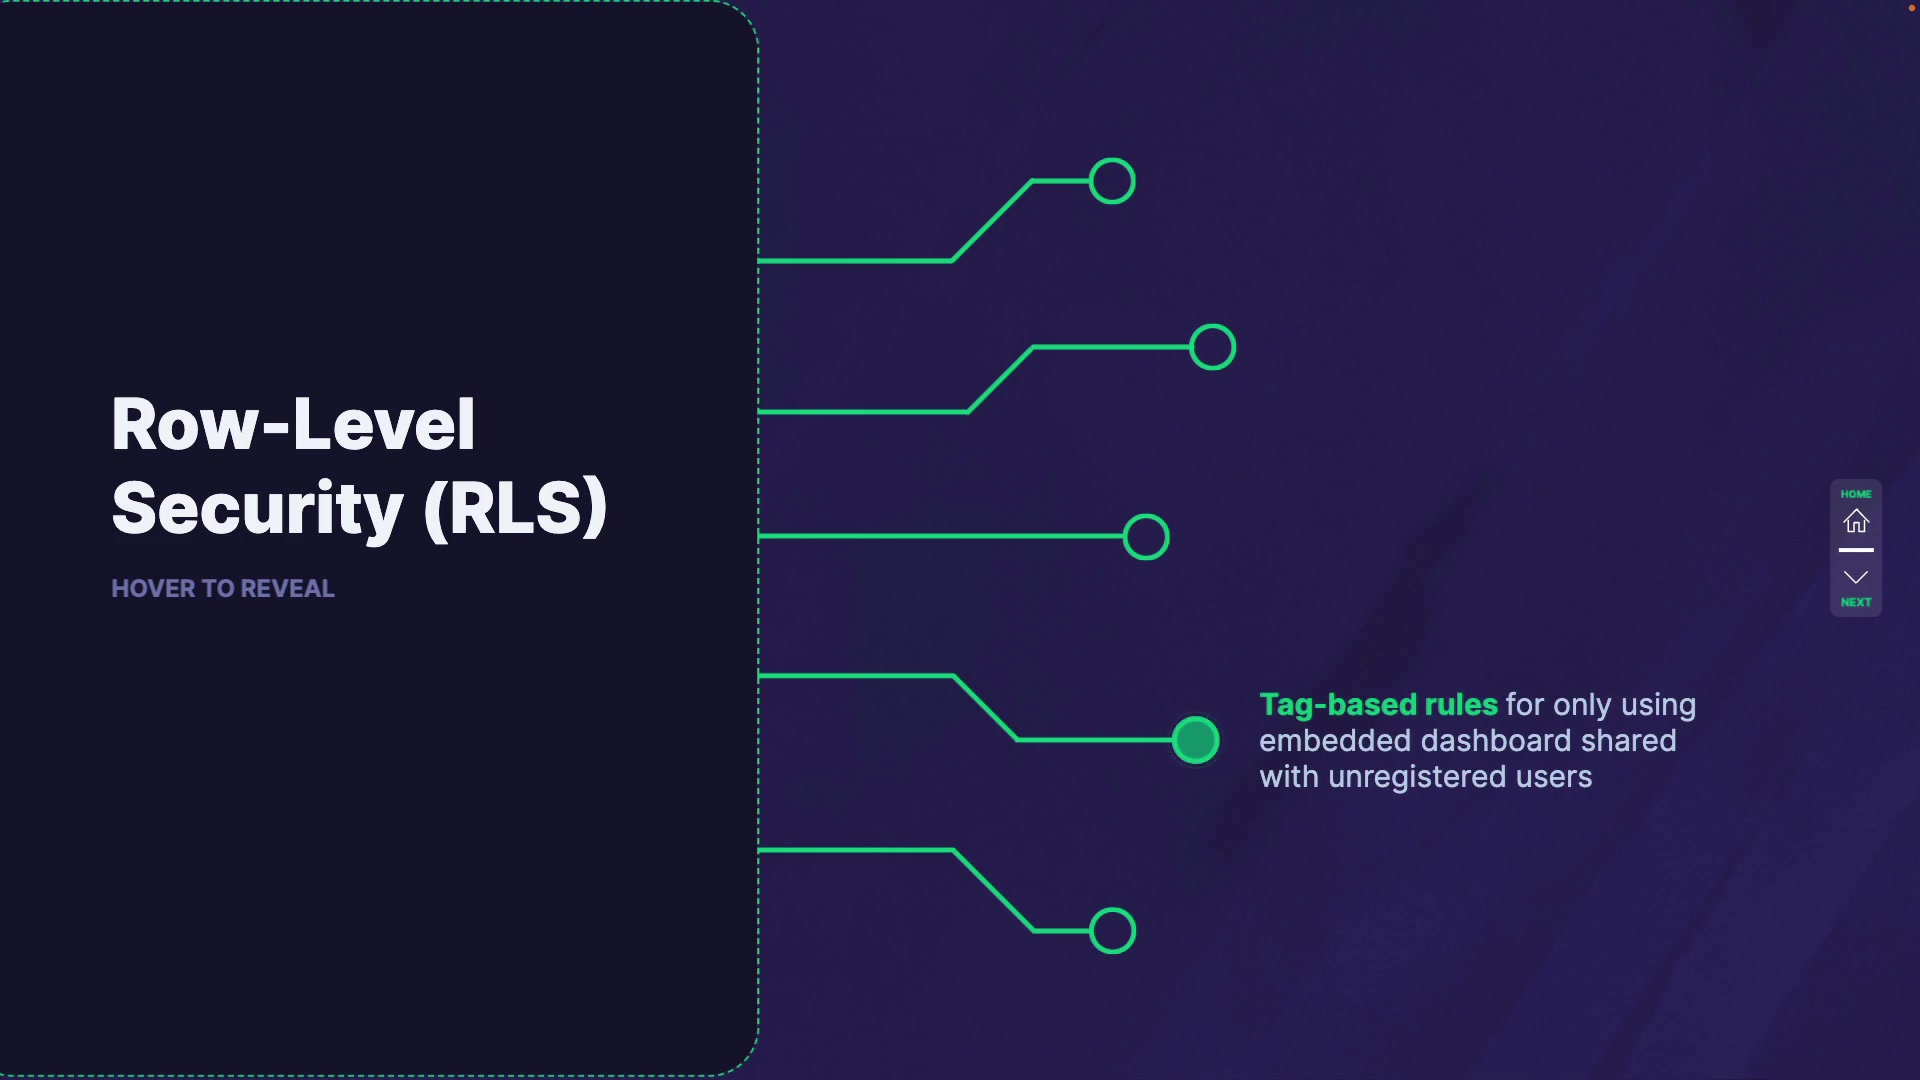 Row-Level
Security (RLS)
HOVER TO REVEAL
Tag-based rules for only using
embedded dashboard shared
with unregistered users
HOME
NEXT